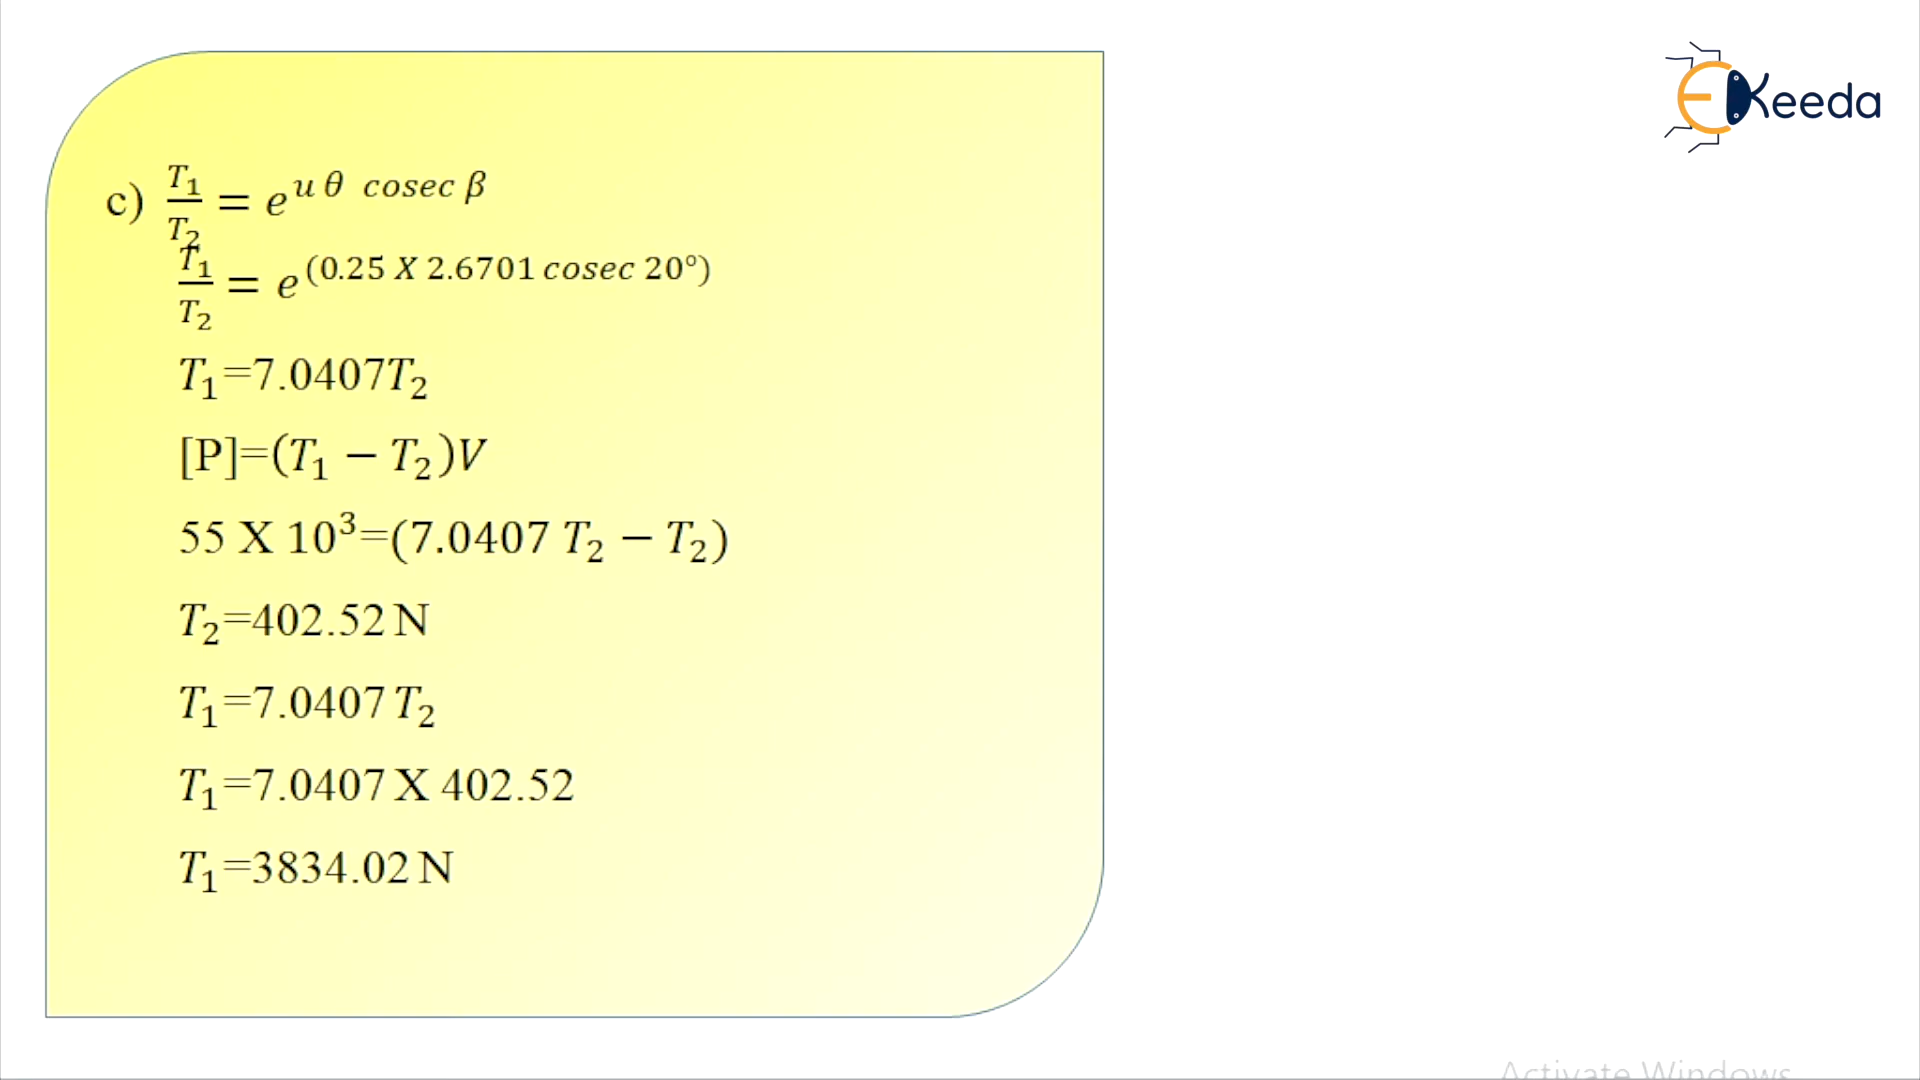 EKeeda
c) T₁/T₂ = e^(u θ cosec β)
T₁/T₂ = e^(0.25 X 2.6701 cosec 20°)
T₁=7.0407T₂
[P]=(T₁ − T₂)V
55 X 10³=(7.0407 T₂ − T₂)
T₂=402.52 N
T₁=7.0407 T₂
T₁=7.0407 X 402.52
T₁=3834.02 N
Activate Windows